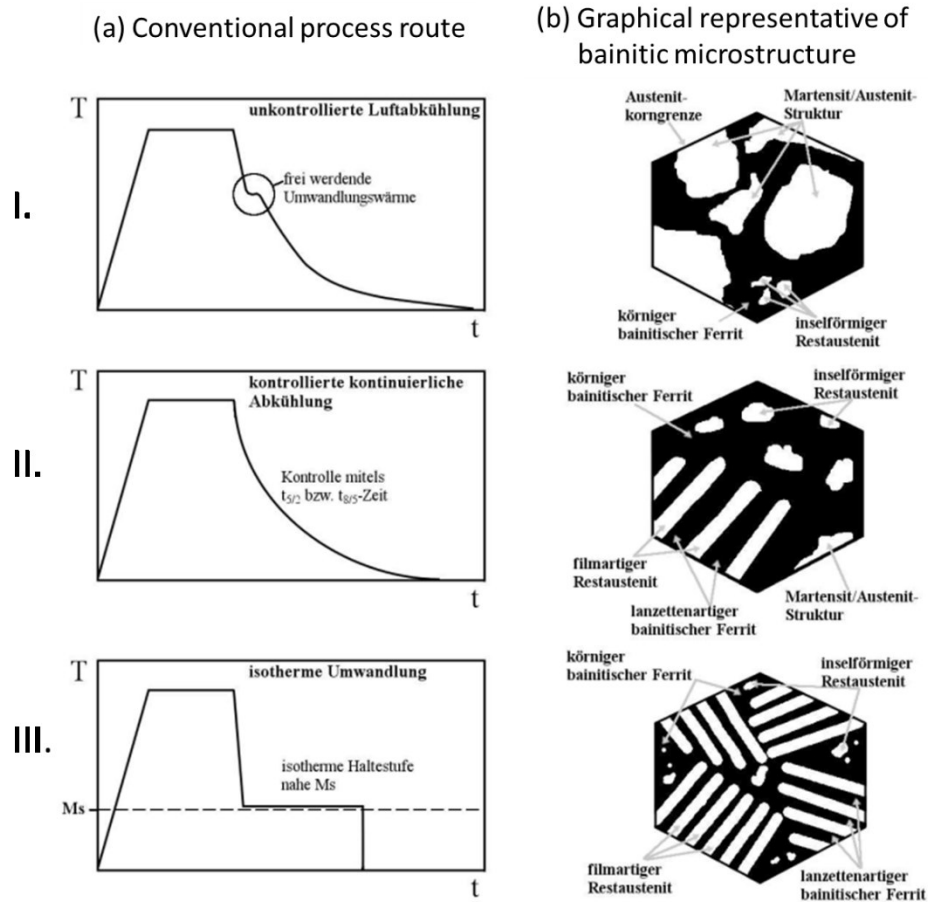 (a) Conventional process route
(b) Graphical representative of
bainitic microstructure
I.
T
unkontrollierte Luftabkühlung
frei werdende
Umwandlungswärme
t
Austenit-
korngrenze
Martensit/Austenit-
Struktur
körniger
bainitischer Ferrit
inselförmiger
Restaustenit
II.
T
kontrollierte kontinuierliche
Abkühlung
Kontrolle mittels
t5/2 bzw. t8/5-Zeit
t
körniger
bainitischer Ferrit
inselförmiger
Restaustenit
filmartiger
Restaustenit
lanzettenartiger
bainitischer Ferrit
Martensit/Austenit-
Struktur
III.
T
isotherme Umwandlung
isotherme Haltestufe
nahe Ms
Ms
t
körniger
bainitischer Ferrit
inselförmiger
Restaustenit
filmartiger
Restaustenit
lanzettenartiger
bainitischer Ferrit